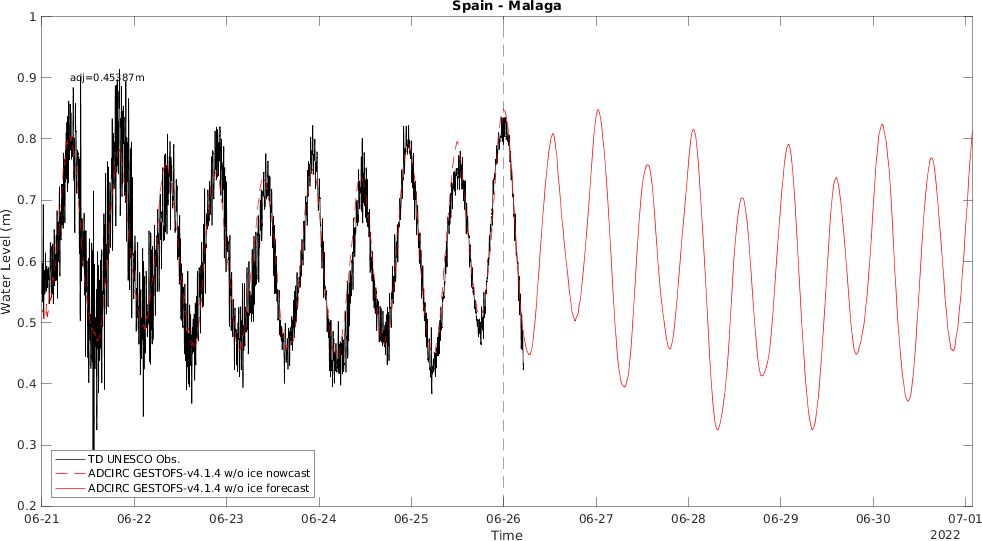 Spain - Malaga
1
0.9
0.8
0.7
0.6
0.5
0.4
0.3
0.2
Water Level (m)
adj=0.45387m
TD UNESCO Obs.
ADCIRC GESTOFS-v4.1.4 w/o ice nowcast
ADCIRC GESTOFS-v4.1.4 w/o ice forecast
06-21 06-22 06-23 06-24 06-25 06-26 06-27 06-28 06-29 06-30 07-01
Time
2022